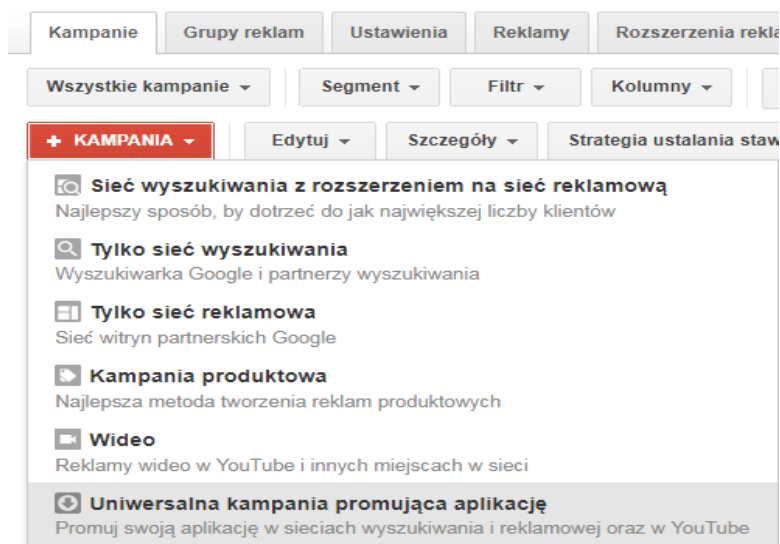 Kampanie Grupy reklam Ustawienia Reklamy Rozszerzenia
Wszystkie kampanie Segment Filtr Kolumny
+ KAMPANIA Edytuj Szczegóły Strategia ustalania
Sieć wyszukiwania z rozszerzeniem na sieć reklamową
Najlepszy sposób, by dotrzeć do jak największej liczby klientów
Tylko sieć wyszukiwania
Wyszukiwarka Google i partnerzy wyszukiwania
Tylko sieć reklamowa
Sieć witryn partnerskich Google
Kampania produktowa
Najlepsza metoda tworzenia reklam produktowych
Wideo
Reklamy wideo w YouTube i innych miejscach w sieci
Uniwersalna kampania promująca aplikację
Promuj swoją aplikację w sieciach wyszukiwania i reklamowej oraz w YouTube